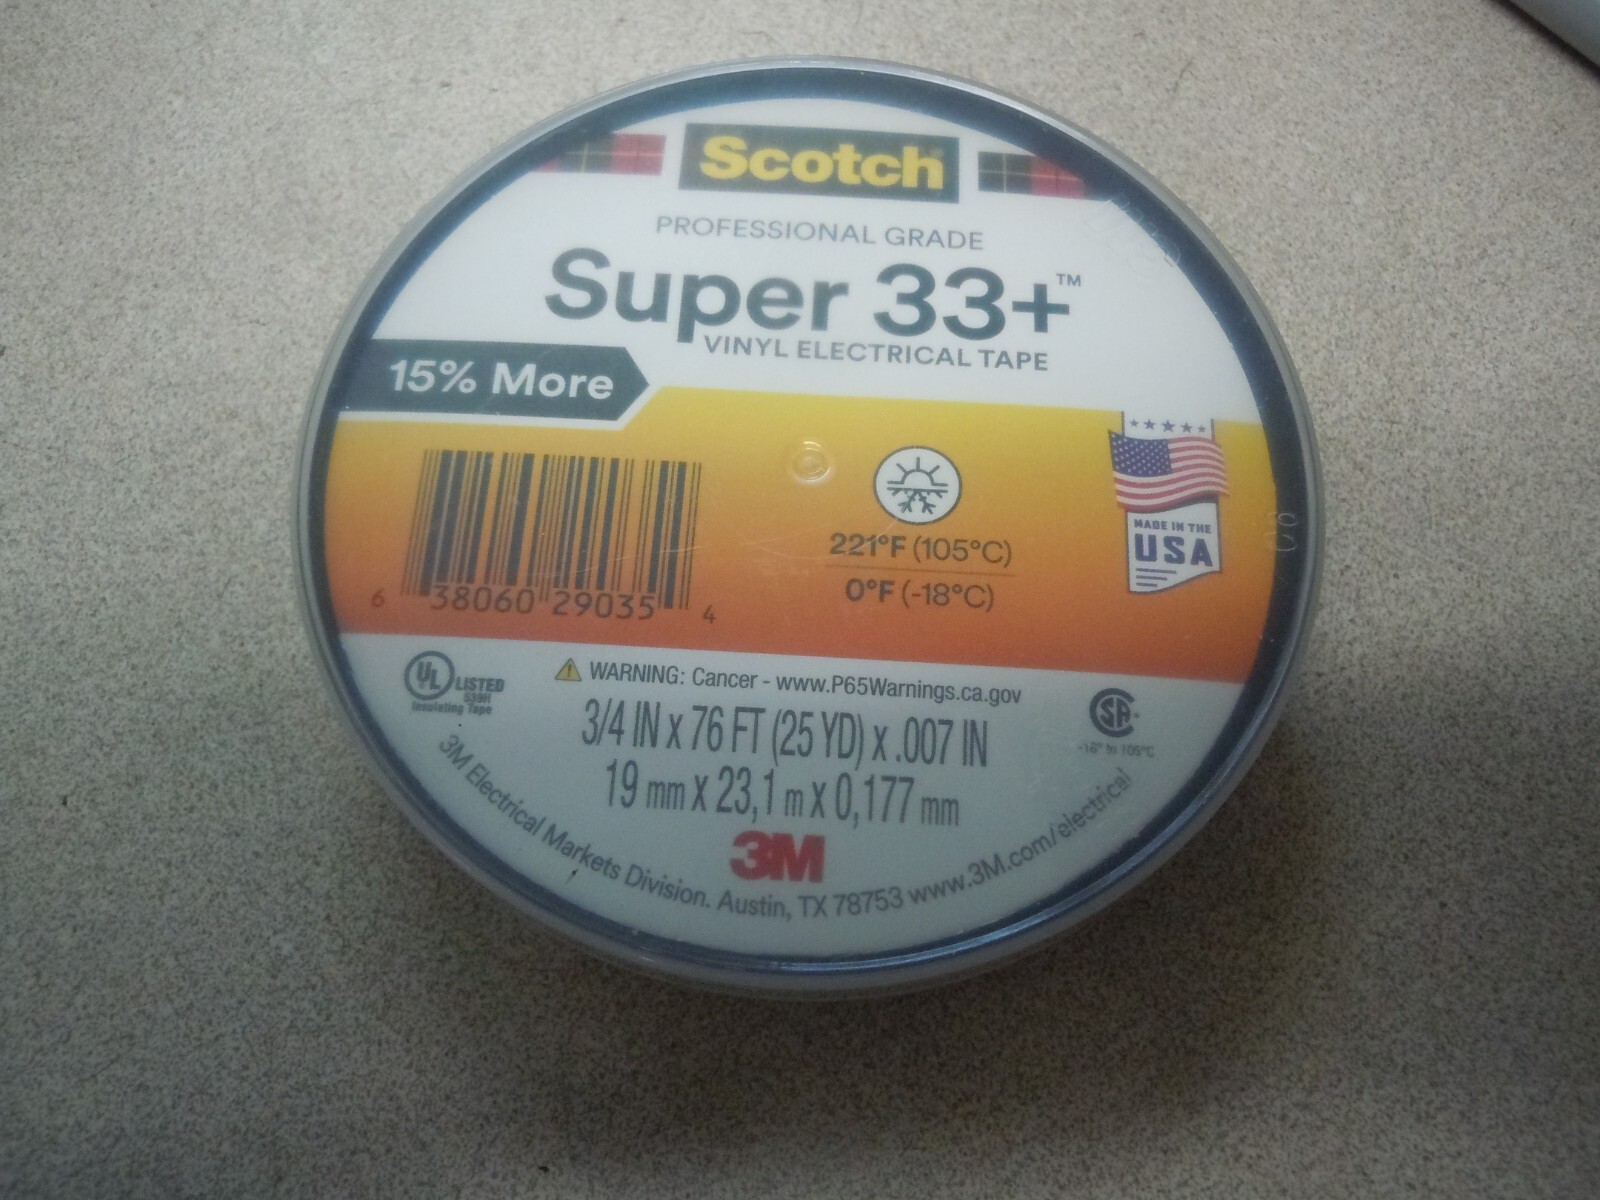 Scotch
PROFESSIONAL GRADE
Super 33+™
VINYL ELECTRICAL TAPE
15% More
6 38060 29035 4
221°F (105°C)
0°F (-18°C)
MADE IN THE
USA
UL LISTED
539H
Insulating Tape
WARNING: Cancer - www.P65Warnings.ca.gov
3/4 IN x 76 FT (25 YD) x .007 IN
19 mm x 23,1 m x 0,177 mm
CSA
-18° to 105°C
3M
3M Electrical Markets Division. Austin, TX 78753 www.3M.com/electrical